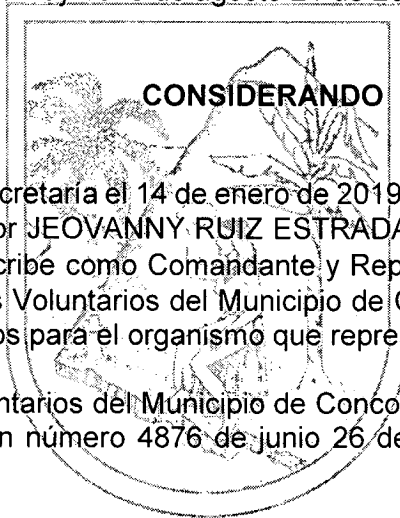 CONSIDERANDO
cretaría el 14 de enero de 2019
or JEOVANNY RUIZ ESTRADA
cribe como Comandante y Rep
s Voluntarios del Municipio de C
os para el organismo que repre
ntarios del Municipio de Conco
n número 4876 de junio 26 de